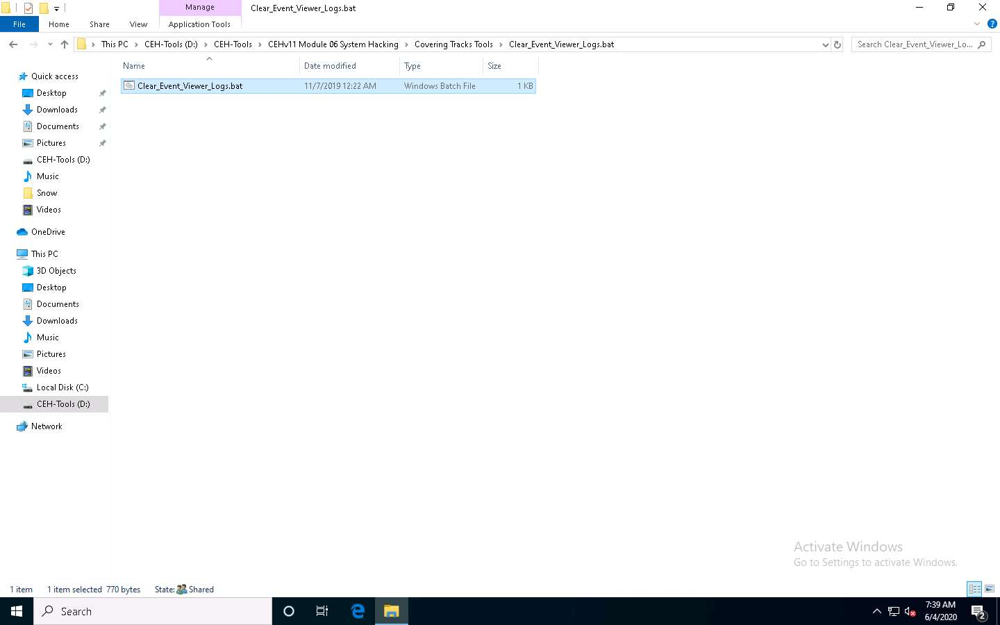 Manage
Clear_Event_Viewer_Logs.bat
File Home Share View Application Tools
This PC CEH-Tools (D:) CEH-Tools CEHv11 Module 06 System Hacking Covering Tracks Tools Clear_Event_Viewer_Logs.bat
Search Clear_Event_Viewer_Lo...
Name Date modified Type Size
Clear_Event_Viewer_Logs.bat 11/7/2019 12:22 AM Windows Batch File 1 KB
Quick access
Desktop
Downloads
Documents
Pictures
CEH-Tools (D:)
Music
Snow
Videos
OneDrive
This PC
3D Objects
Desktop
Documents
Downloads
Music
Pictures
Videos
Local Disk (C:)
CEH-Tools (D:)
Network
Activate Windows
Go to Settings to activate Windows.
1 item 1 item selected 770 bytes State: Shared
Search
7:39 AM
6/4/2020
2